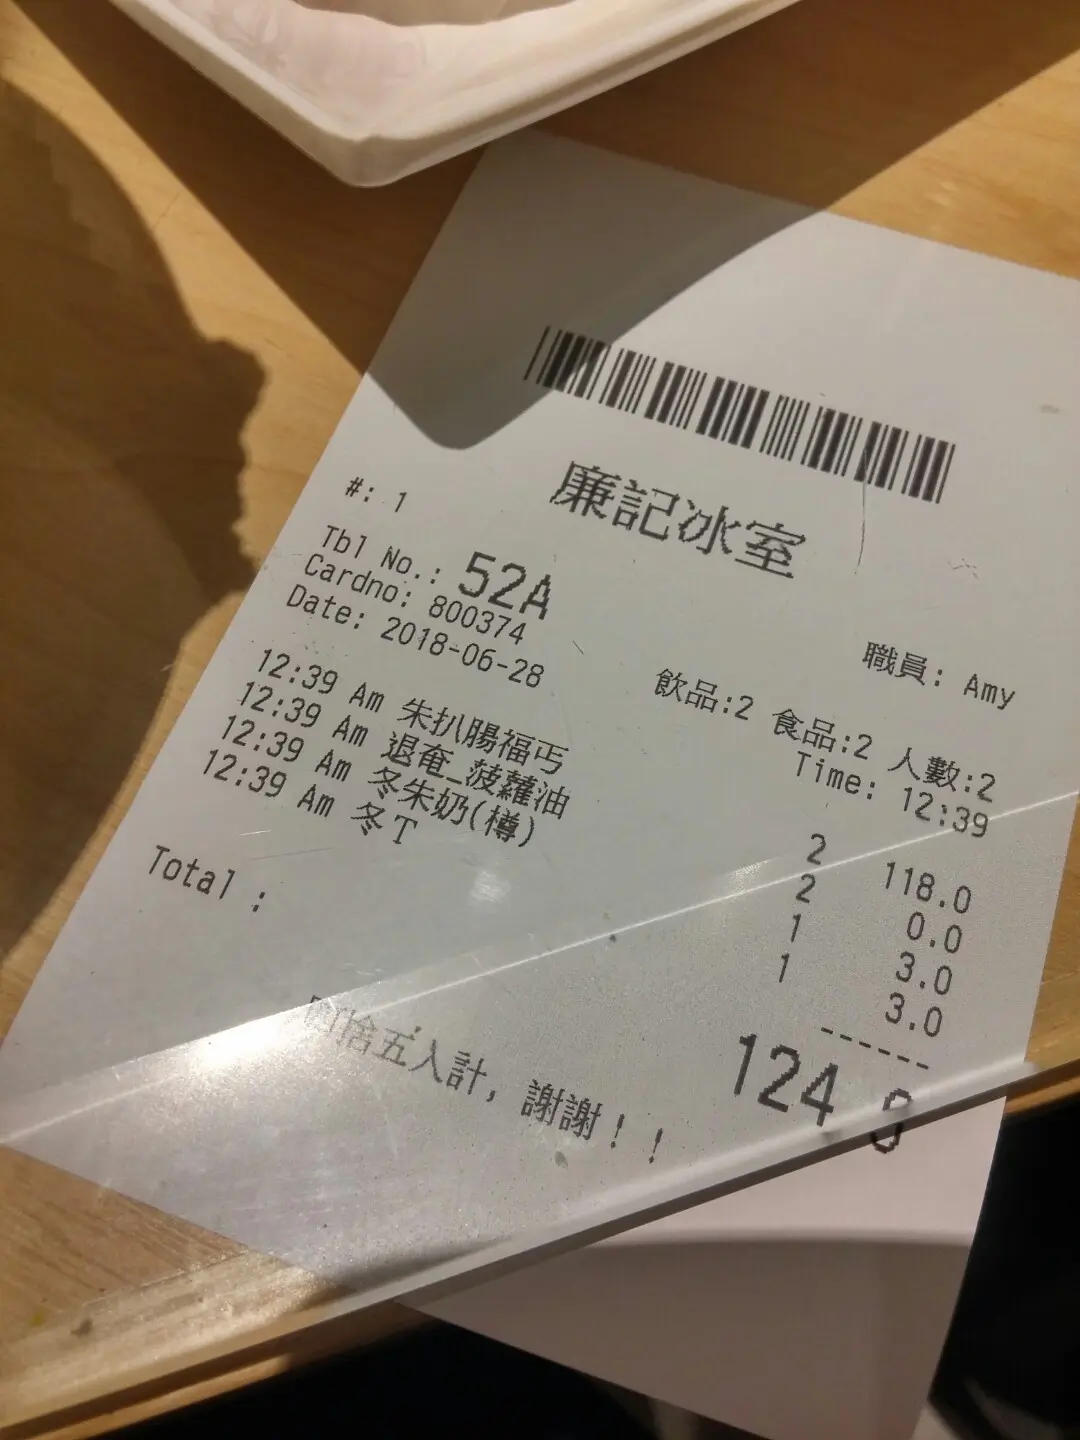 廉記冰室
#: 1
Tbl No.: 52A
Cardno: 800374
職員: Amy
Date: 2018-06-28
飲品:2 食品:2 人數:2
Time: 12:39
12:39 Am 朱扒腸福丐 2 118.0
12:39 Am 退奄_菠蘿油 2 0.0
12:39 Am 冬朱奶(樽) 1 3.0
12:39 Am 冬T 1 3.0
------
Total : 124
捨五入計, 謝謝！！